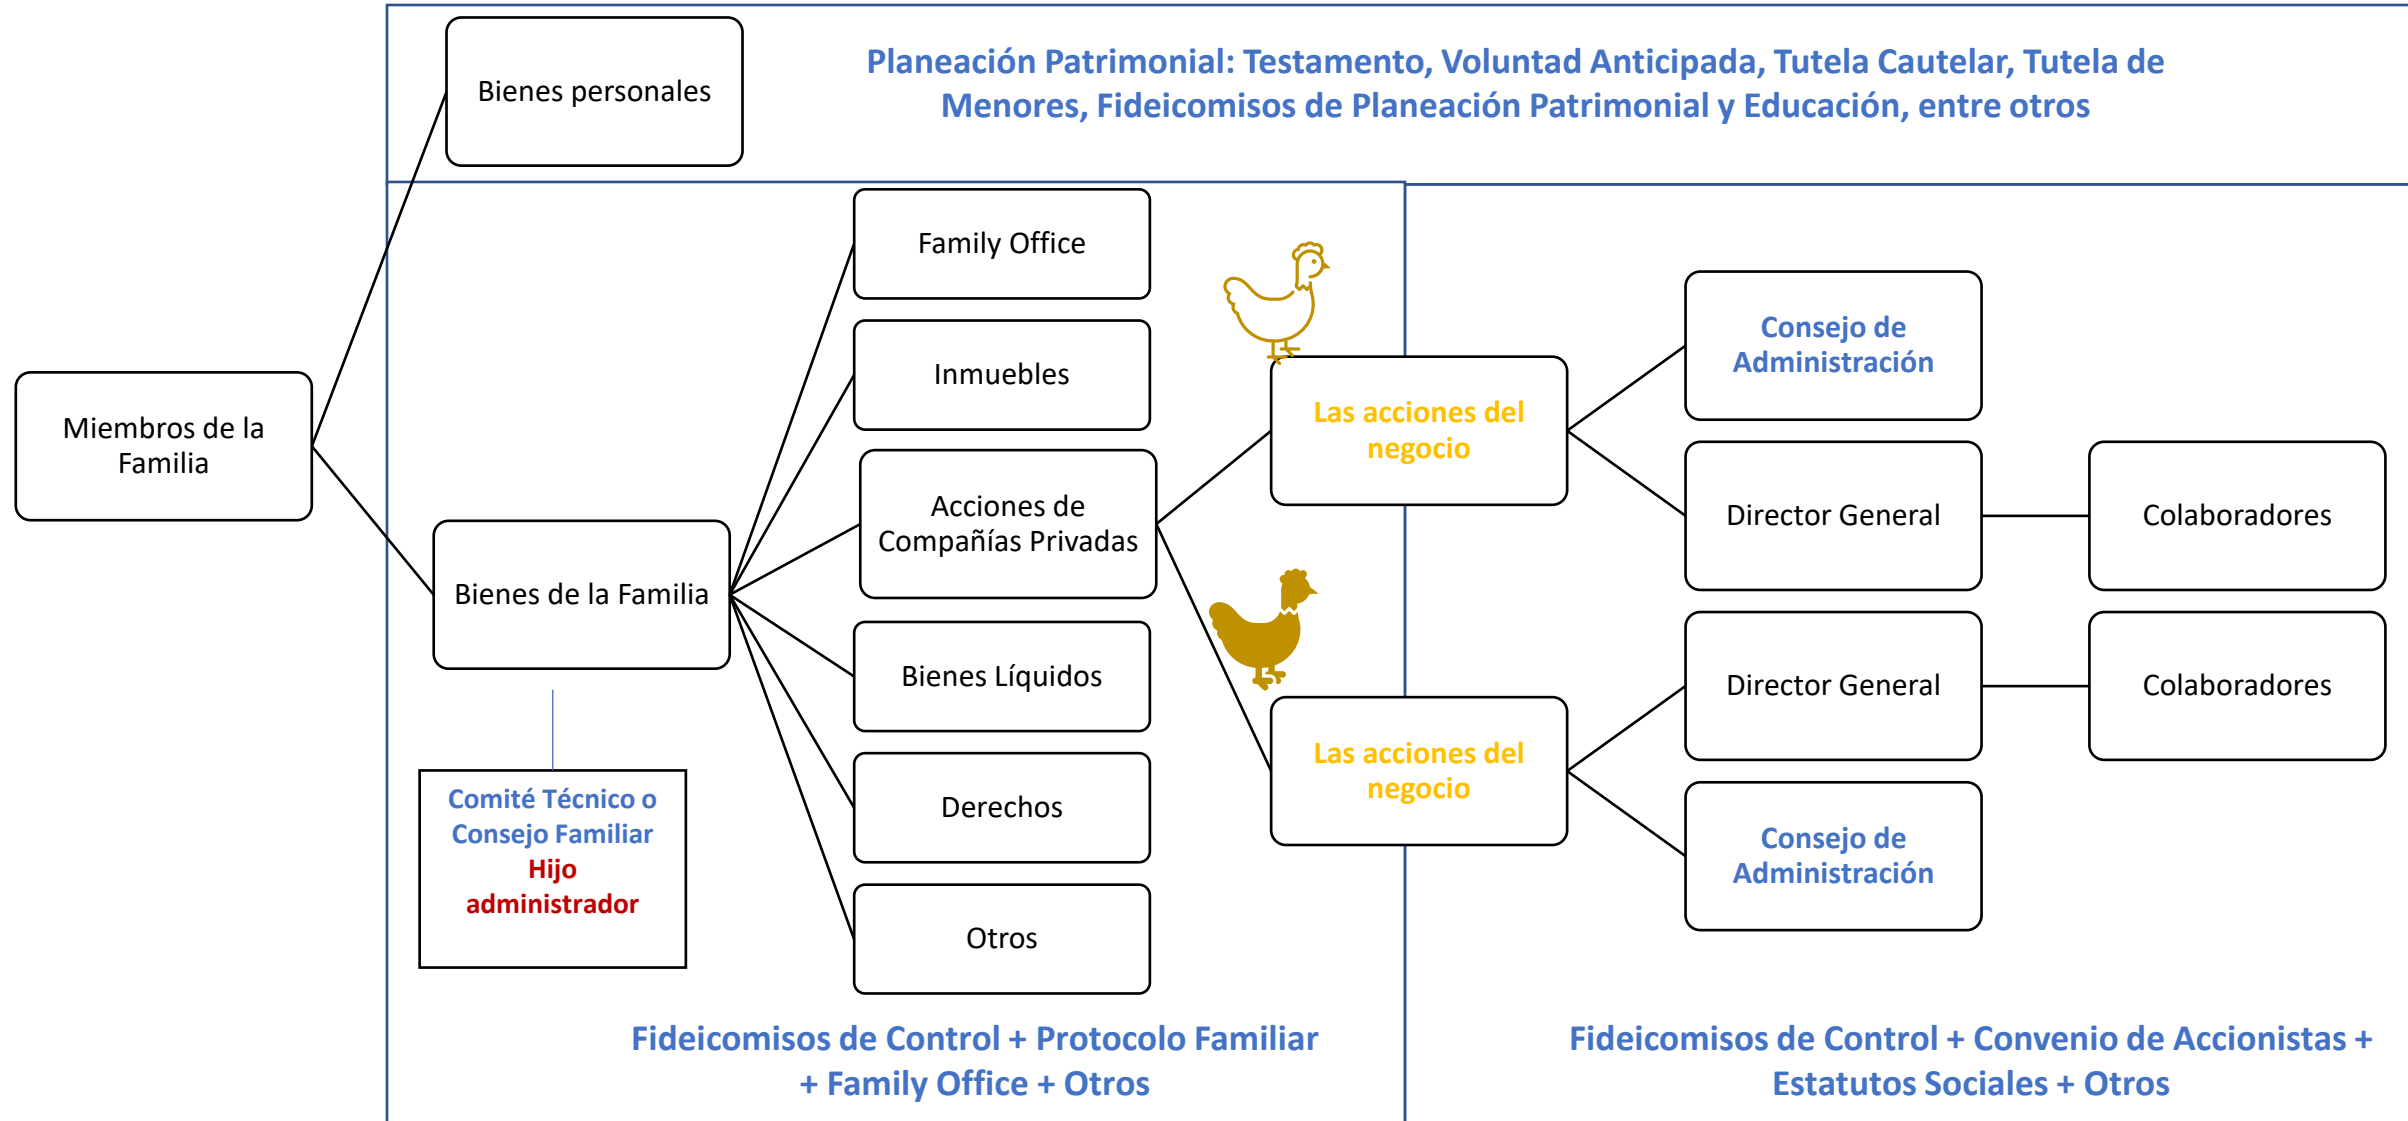 Bienes personales
Planeación Patrimonial: Testamento, Voluntad Anticipada, Tutela Cautelar, Tutela de
Menores, Fideicomisos de Planeación Patrimonial y Educación, entre otros
Miembros de la
Familia
Bienes de la Familia
Comité Técnico o
Consejo Familiar
Hijo
administrador
Family Office
Inmuebles
Acciones de
Compañías Privadas
Bienes Líquidos
Derechos
Otros
Las acciones del
negocio
Las acciones del
negocio
Consejo de
Administración
Director General
Colaboradores
Director General
Colaboradores
Consejo de
Administración
Fideicomisos de Control + Protocolo Familiar
+ Family Office + Otros
Fideicomisos de Control + Convenio de Accionistas +
Estatutos Sociales + Otros